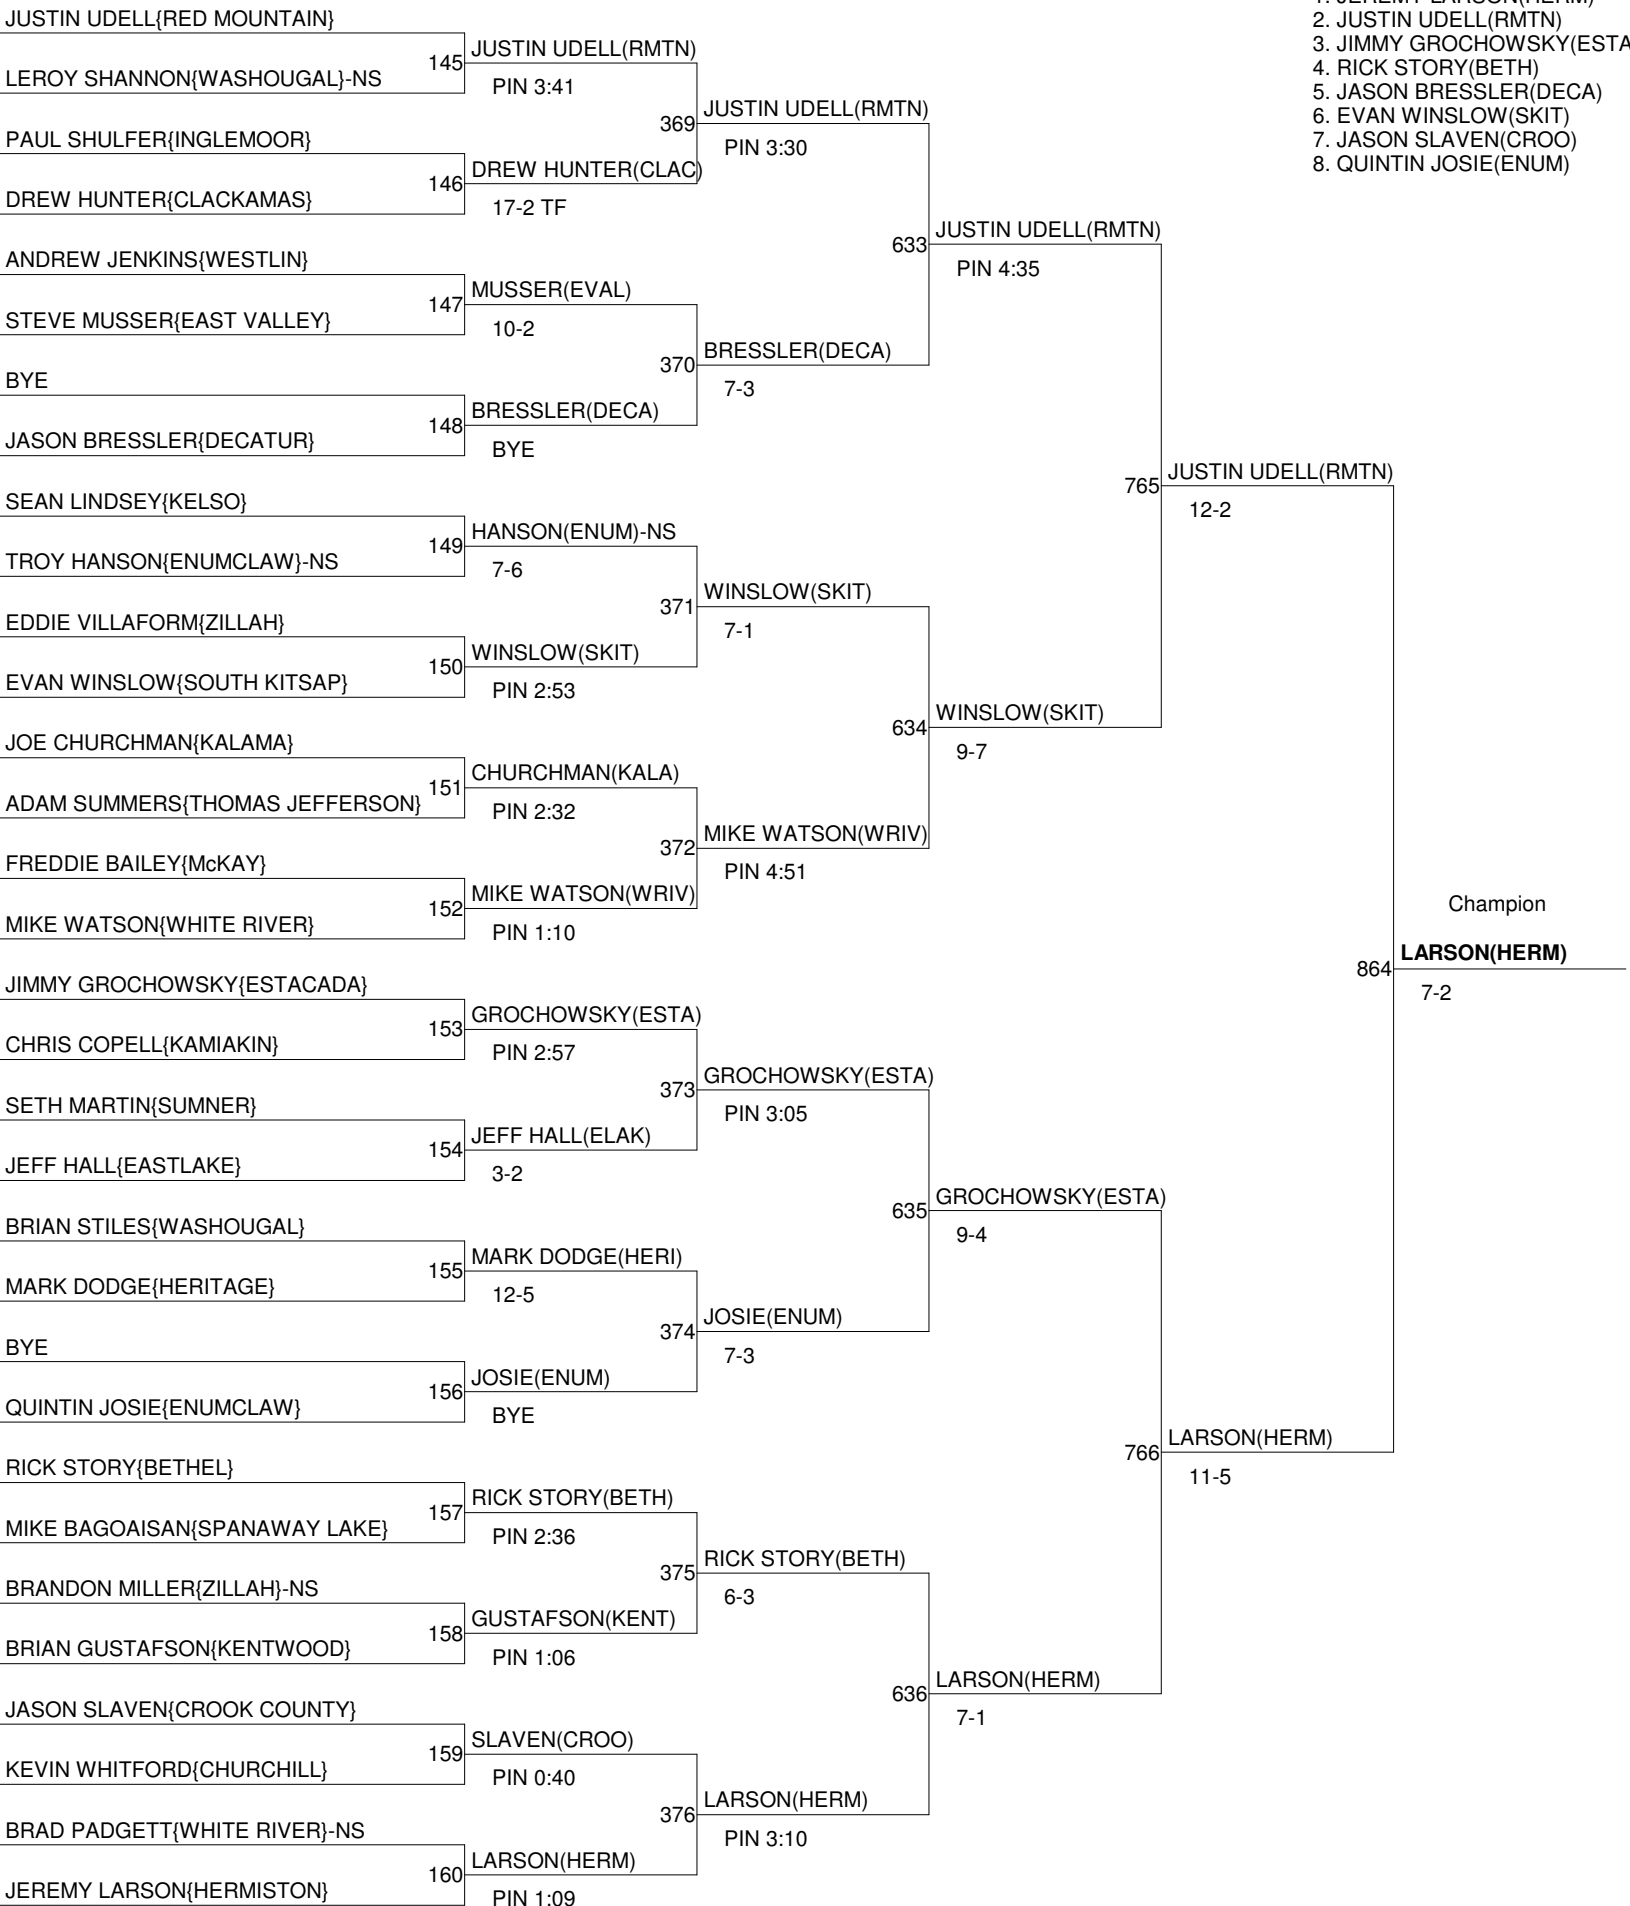 JUSTIN UDELL{RED MOUNTAIN}
145
LEROY SHANNON{WASHOUGAL}-NS
PAUL SHULFER{INGLEMOOR}
146
DREW HUNTER{CLACKAMAS}
ANDREW JENKINS{WESTLIN}
147
STEVE MUSSER{EAST VALLEY}
BYE
148
JASON BRESSLER{DECATUR}
SEAN LINDSEY{KELSO}
149
TROY HANSON{ENUMCLAW}-NS
EDDIE VILLAFORM{ZILLAH}
150
EVAN WINSLOW{SOUTH KITSAP}
JOE CHURCHMAN{KALAMA}
151
ADAM SUMMERS{THOMAS JEFFERSON}
FREDDIE BAILEY{McKAY}
152
MIKE WATSON{WHITE RIVER}
JIMMY GROCHOWSKY{ESTACADA}
153
CHRIS COPELL{KAMIAKIN}
SETH MARTIN{SUMNER}
154
JEFF HALL{EASTLAKE}
BRIAN STILES{WASHOUGAL}
155
MARK DODGE{HERITAGE}
BYE
156
QUINTIN JOSIE{ENUMCLAW}
RICK STORY{BETHEL}
157
MIKE BAGOAISAN{SPANAWAY LAKE}
BRANDON MILLER{ZILLAH}-NS
158
BRIAN GUSTAFSON{KENTWOOD}
JASON SLAVEN{CROOK COUNTY}
159
KEVIN WHITFORD{CHURCHILL}
BRAD PADGETT{WHITE RIVER}-NS
160
JEREMY LARSON{HERMISTON}
JUSTIN UDELL(RMTN)
PIN 3:41
369
DREW HUNTER(CLAC)
17-2 TF
MUSSER(EVAL)
10-2
370
BRESSLER(DECA)
BYE
HANSON(ENUM)-NS
7-6
371
WINSLOW(SKIT)
PIN 2:53
CHURCHMAN(KALA)
PIN 2:32
372
MIKE WATSON(WRIV)
PIN 1:10
GROCHOWSKY(ESTA)
PIN 2:57
373
JEFF HALL(ELAK)
3-2
MARK DODGE(HERI)
12-5
374
JOSIE(ENUM)
BYE
RICK STORY(BETH)
PIN 2:36
375
GUSTAFSON(KENT)
PIN 1:06
SLAVEN(CROO)
PIN 0:40
376
LARSON(HERM)
PIN 1:09
JUSTIN UDELL(RMTN)
PIN 3:30
633
BRESSLER(DECA)
7-3
WINSLOW(SKIT)
7-1
634
MIKE WATSON(WRIV)
PIN 4:51
GROCHOWSKY(ESTA)
PIN 3:05
635
JOSIE(ENUM)
7-3
RICK STORY(BETH)
6-3
636
LARSON(HERM)
PIN 3:10
JUSTIN UDELL(RMTN)
PIN 4:35
765
WINSLOW(SKIT)
9-7
GROCHOWSKY(ESTA)
9-4
766
LARSON(HERM)
7-1
JUSTIN UDELL(RMTN)
12-2
864
LARSON(HERM)
11-5
Champion
LARSON(HERM)
7-2
1. JEREMY LARSON(HERM)
2. JUSTIN UDELL(RMTN)
3. JIMMY GROCHOWSKY(ESTA
4. RICK STORY(BETH)
5. JASON BRESSLER(DECA)
6. EVAN WINSLOW(SKIT)
7. JASON SLAVEN(CROO)
8. QUINTIN JOSIE(ENUM)